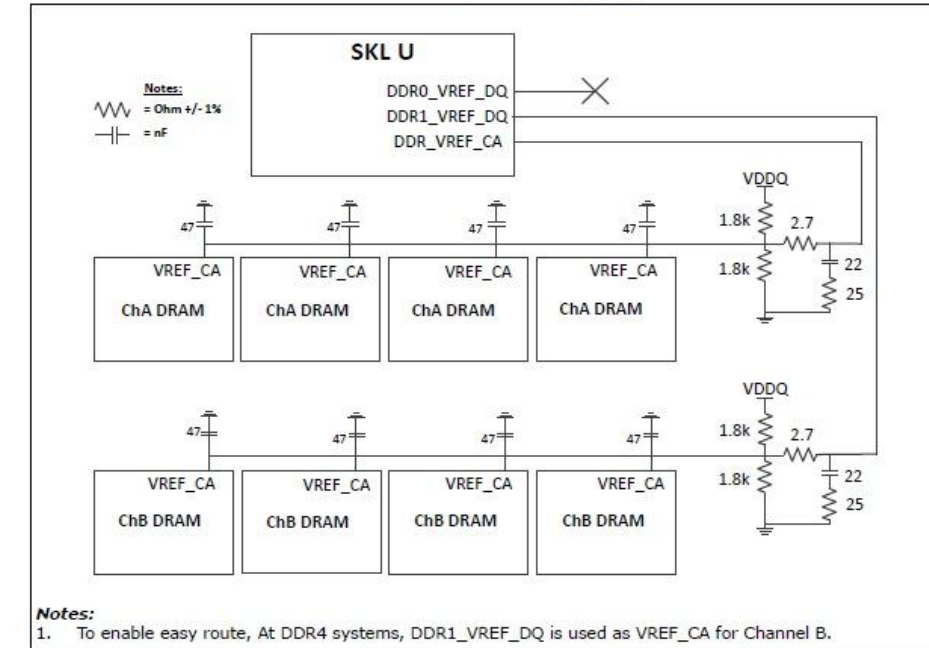 SKL U
DDR0_VREF_DQ
DDR1_VREF_DQ
DDR_VREF_CA
Notes:
= Ohm +/- 1%
= nF
VDDQ
47
47
47
47
1.8k
2.7
1.8k
22
25
VREF_CA
VREF_CA
VREF_CA
VREF_CA
ChA DRAM
ChA DRAM
ChA DRAM
ChA DRAM
VDDQ
47
47
47
47
1.8k
2.7
1.8k
22
25
VREF_CA
VREF_CA
VREF_CA
VREF_CA
ChB DRAM
ChB DRAM
ChB DRAM
ChB DRAM
Notes:
1. To enable easy route, At DDR4 systems, DDR1_VREF_DQ is used as VREF_CA for Channel B.